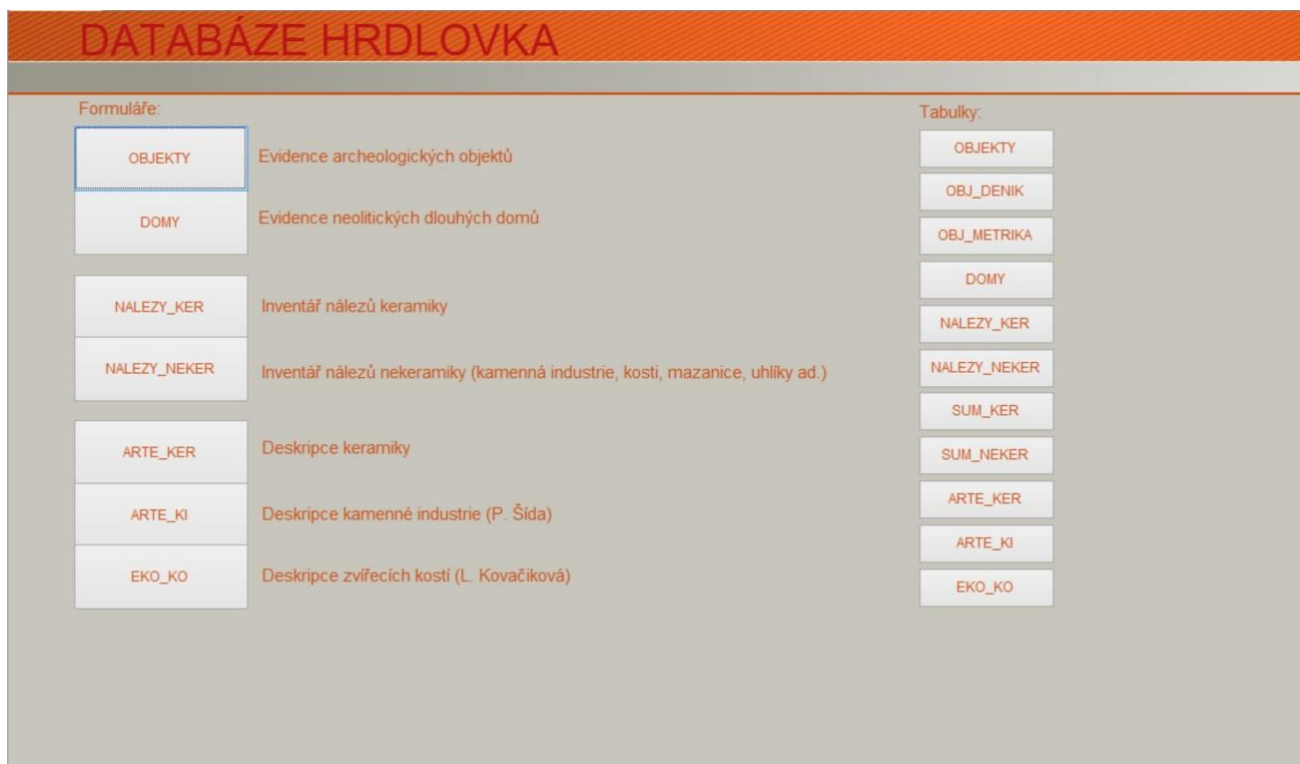 DATABÁZE HRDLOVKA
Formuláře:
OBJEKTY
Evidence archeologických objektů
DOMY
Evidence neolitických dlouhých domů
NALEZY_KER
Inventář nálezů keramiky
NALEZY_NEKER
Inventář nálezů nekeramiky (kamenná industrie, kosti, mazanice, uhlíky ad.)
ARTE_KER
Deskripce keramiky
ARTE_KI
Deskripce kamenné industrie (P. Šída)
EKO_KO
Deskripce zvířecích kostí (L. Kovačiková)
Tabulky:
OBJEKTY
OBJ_DENIK
OBJ_METRIKA
DOMY
NALEZY_KER
NALEZY_NEKER
SUM_KER
SUM_NEKER
ARTE_KER
ARTE_KI
EKO_KO